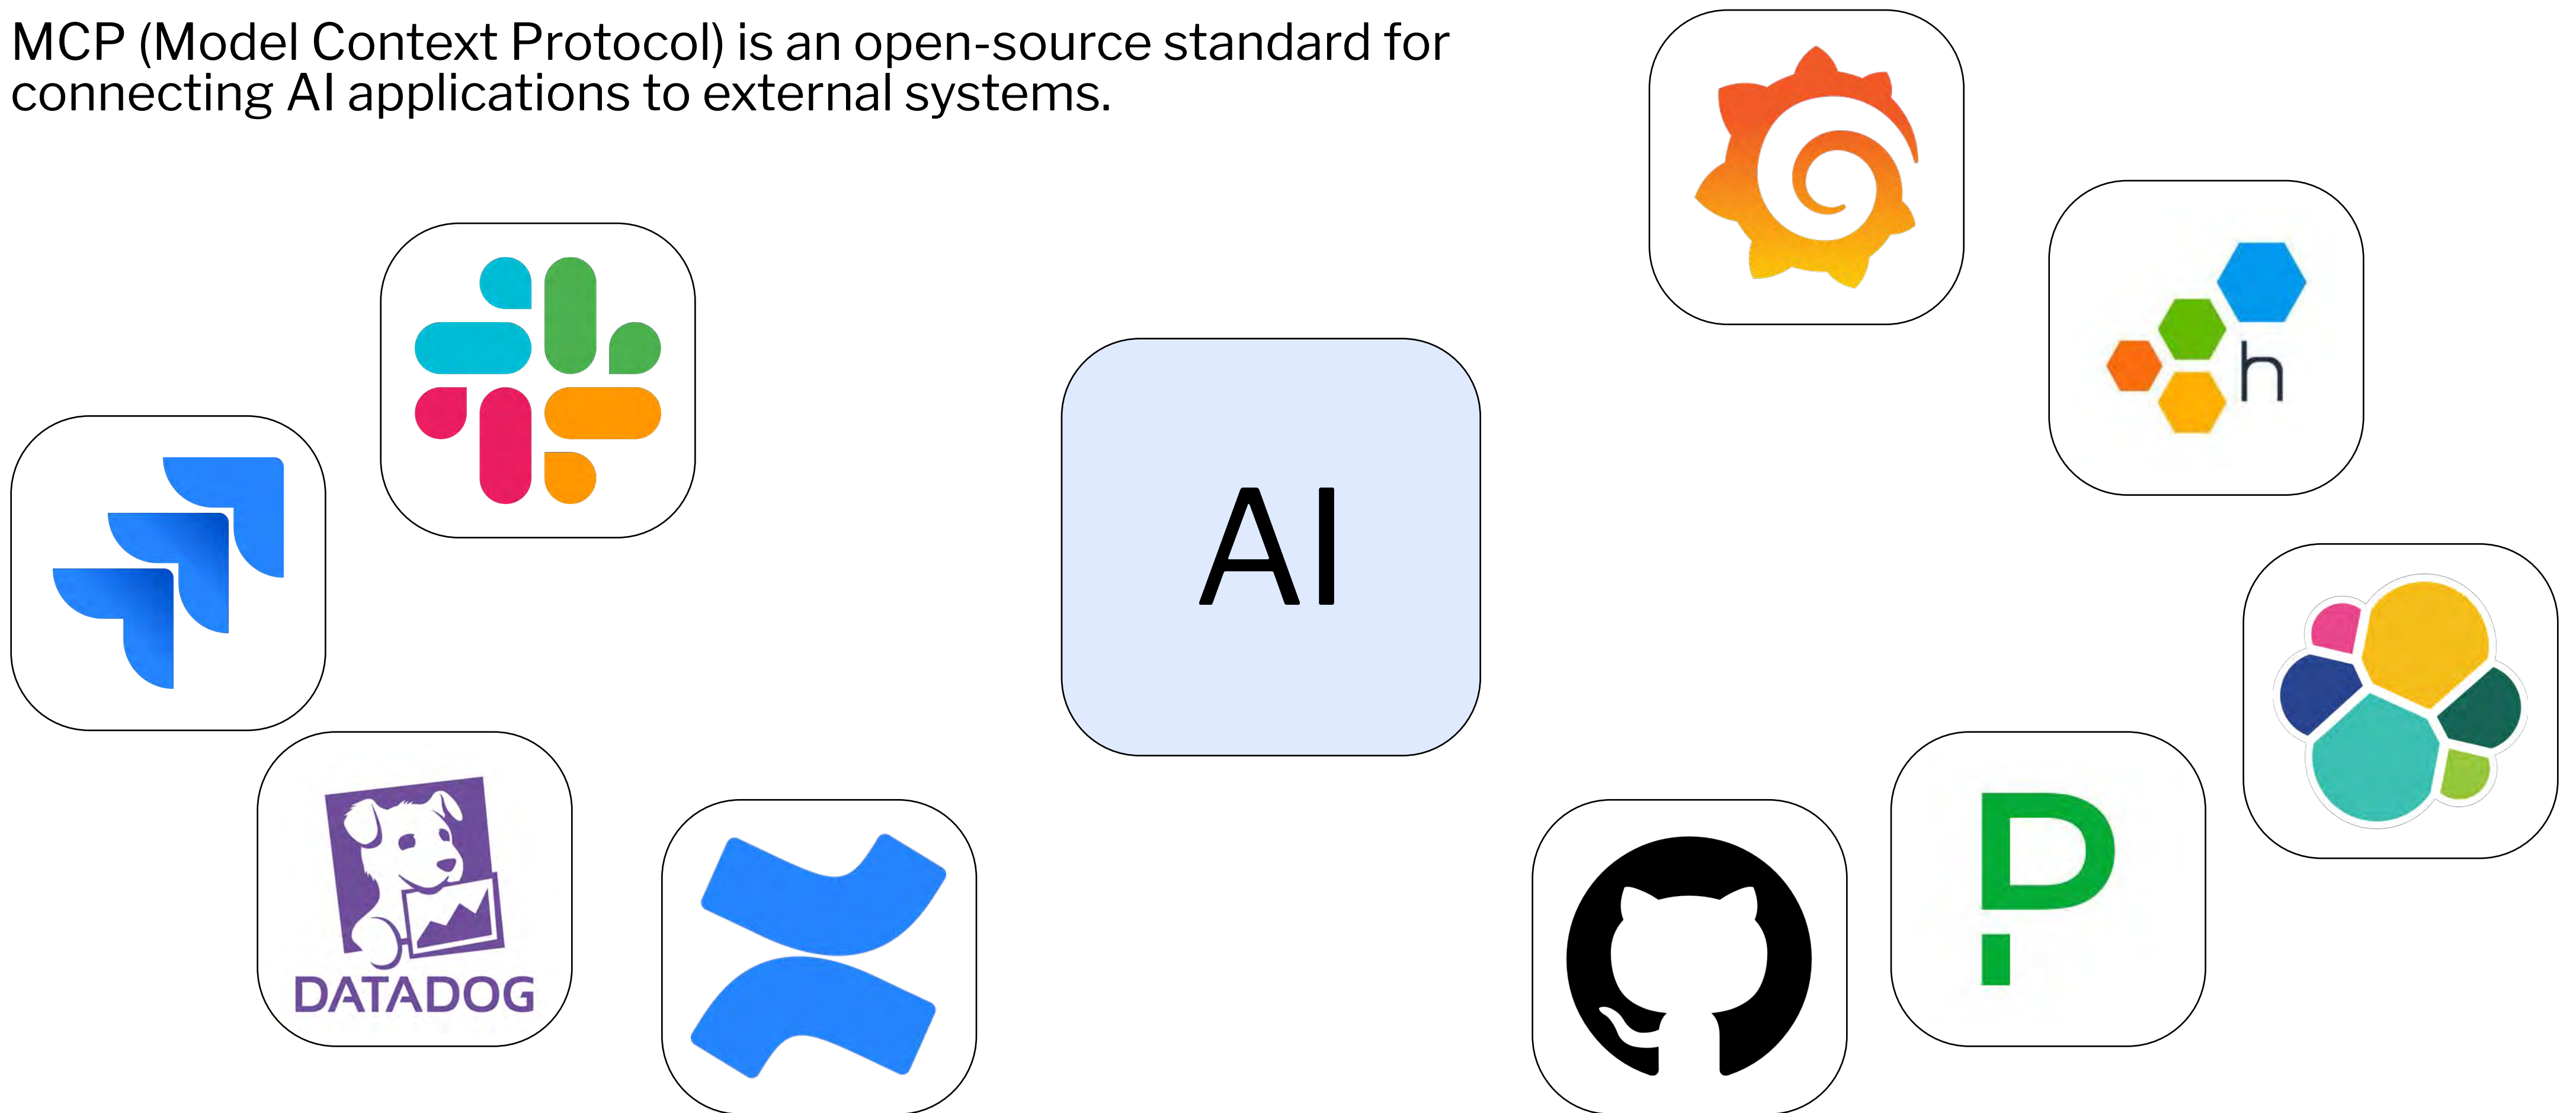 MCP (Model Context Protocol) is an open-source standard for
connecting AI applications to external systems.
h
AI
DATADOG
P